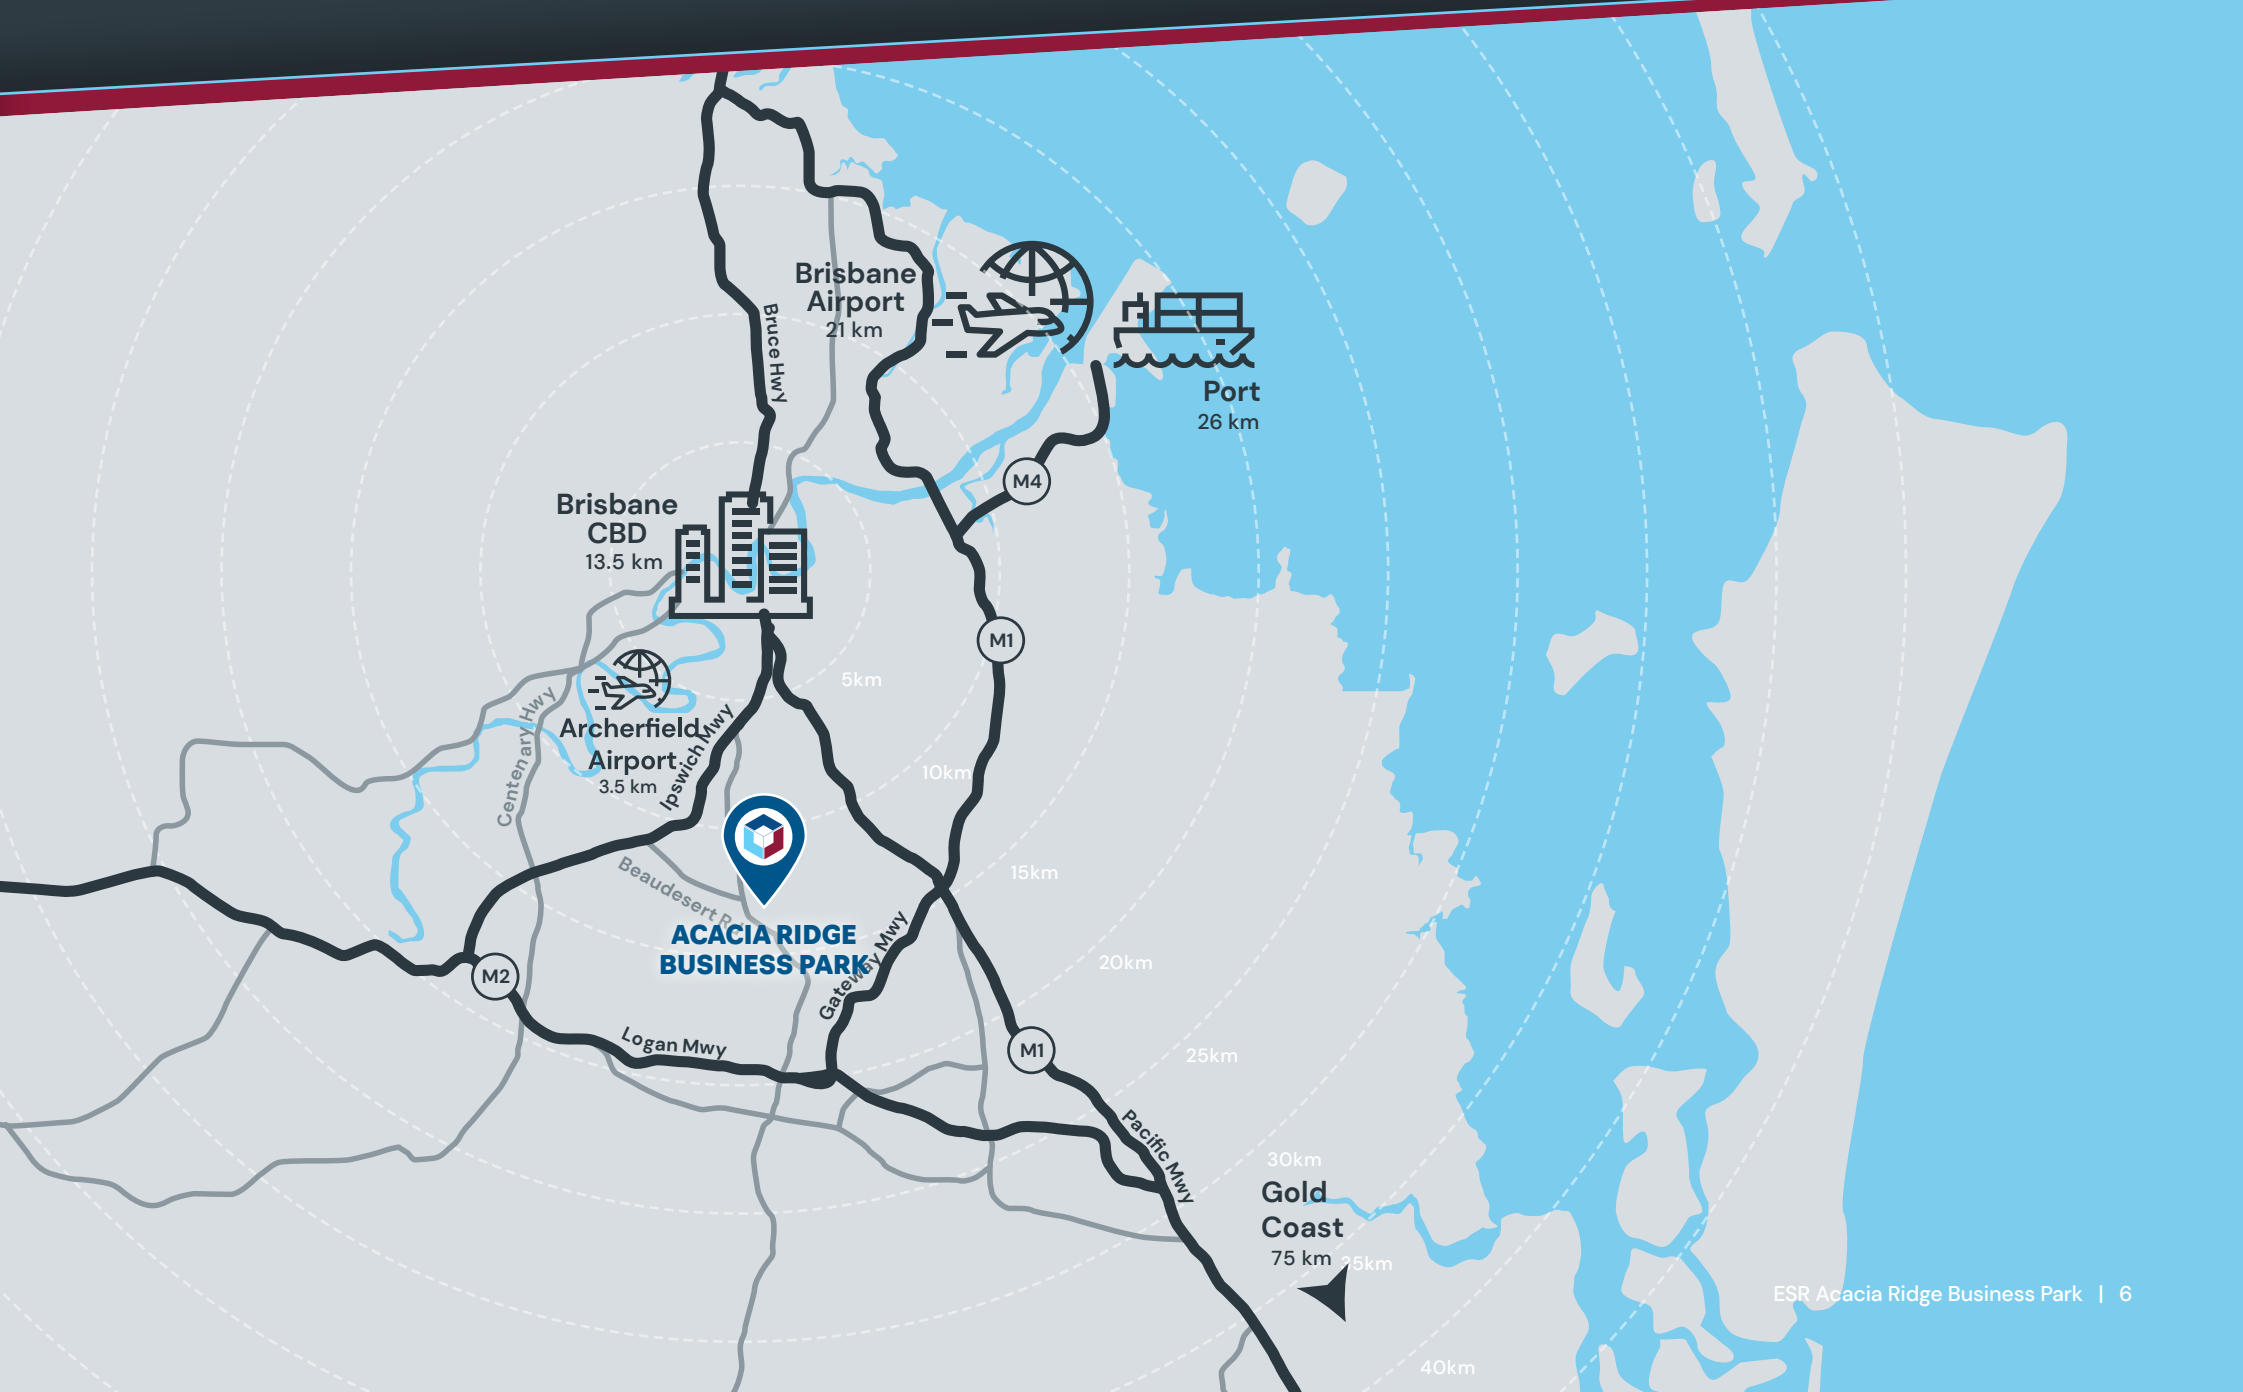 Brisbane
Airport
21 km
Bruce Hwy
Port
26 km
M4
Brisbane
CBD
13.5 km
M1
5km
Archerfield
Airport
3.5 km
Centenary Hwy
Ipswich Mwy
10km
15km
Beaudesert Rd
ACACIA RIDGE
BUSINESS PARK
Gateway Mwy
20km
M2
Logan Mwy
M1
25km
Pacific Mwy
30km
Gold
Coast
75 km
35km
ESR Acacia Ridge Business Park | 6
40km